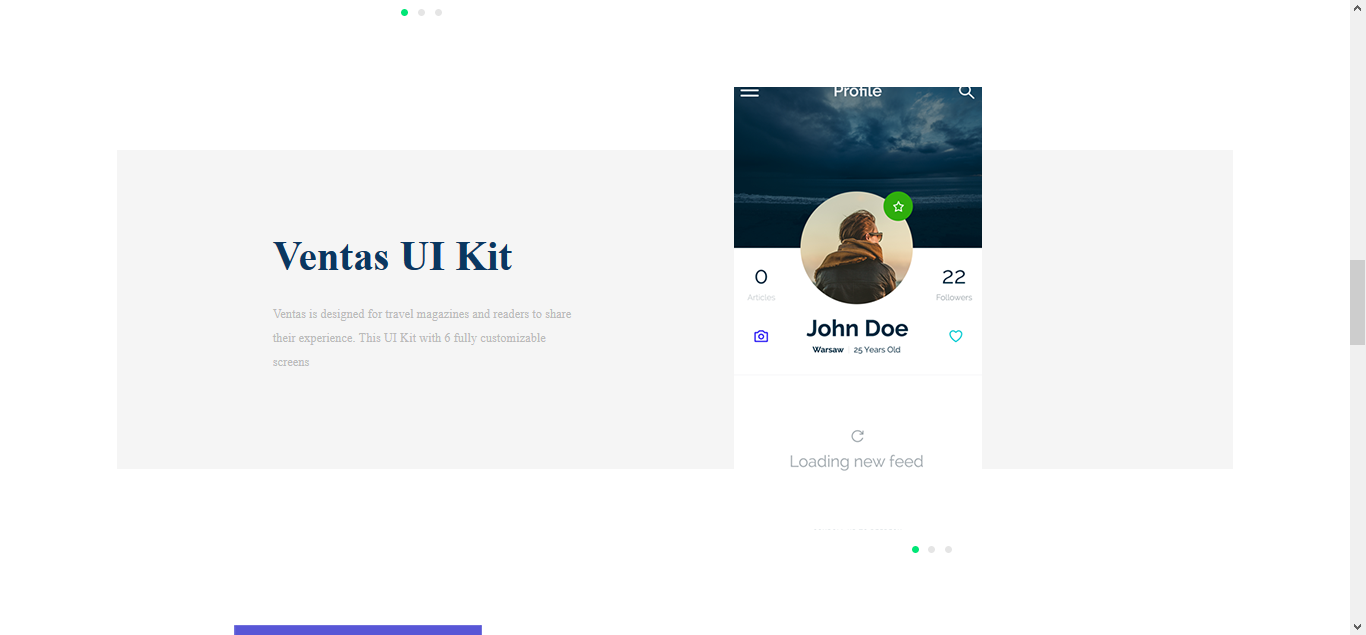 Profile
Ventas UI Kit
Ventas is designed for travel magazines and readers to share
their experience. This UI Kit with 6 fully customizable
screens
0
Articles
22
Followers
John Doe
Warsaw
25 Years Old
Loading new feed